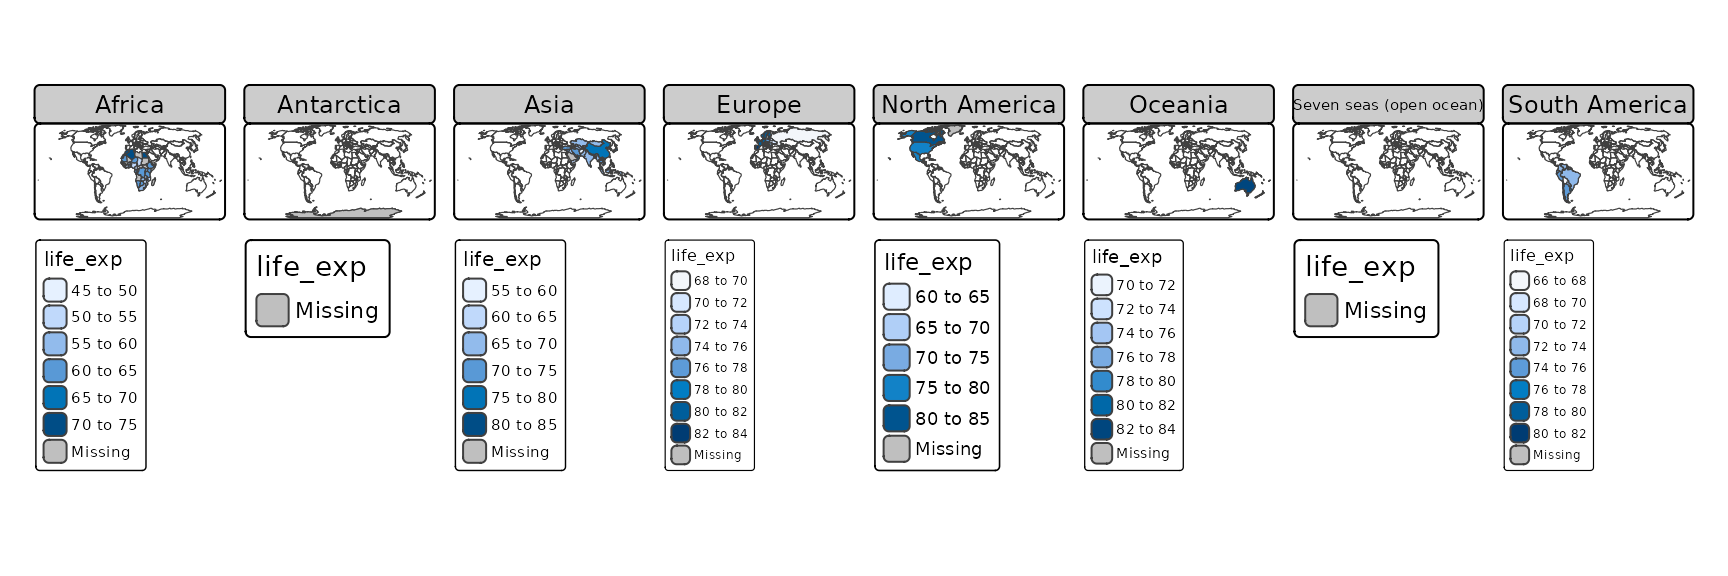 Africa
Antarctica
Asia
Europe
North America
Oceania
Seven seas (open ocean)
South America
life_exp
45 to 50
50 to 55
55 to 60
60 to 65
65 to 70
70 to 75
Missing
life_exp
Missing
life_exp
55 to 60
60 to 65
65 to 70
70 to 75
75 to 80
80 to 85
Missing
life_exp
68 to 70
70 to 72
72 to 74
74 to 76
76 to 78
78 to 80
80 to 82
82 to 84
Missing
life_exp
60 to 65
65 to 70
70 to 75
75 to 80
80 to 85
Missing
life_exp
70 to 72
72 to 74
74 to 76
76 to 78
78 to 80
80 to 82
82 to 84
Missing
life_exp
Missing
life_exp
66 to 68
68 to 70
70 to 72
72 to 74
74 to 76
76 to 78
78 to 80
80 to 82
Missing